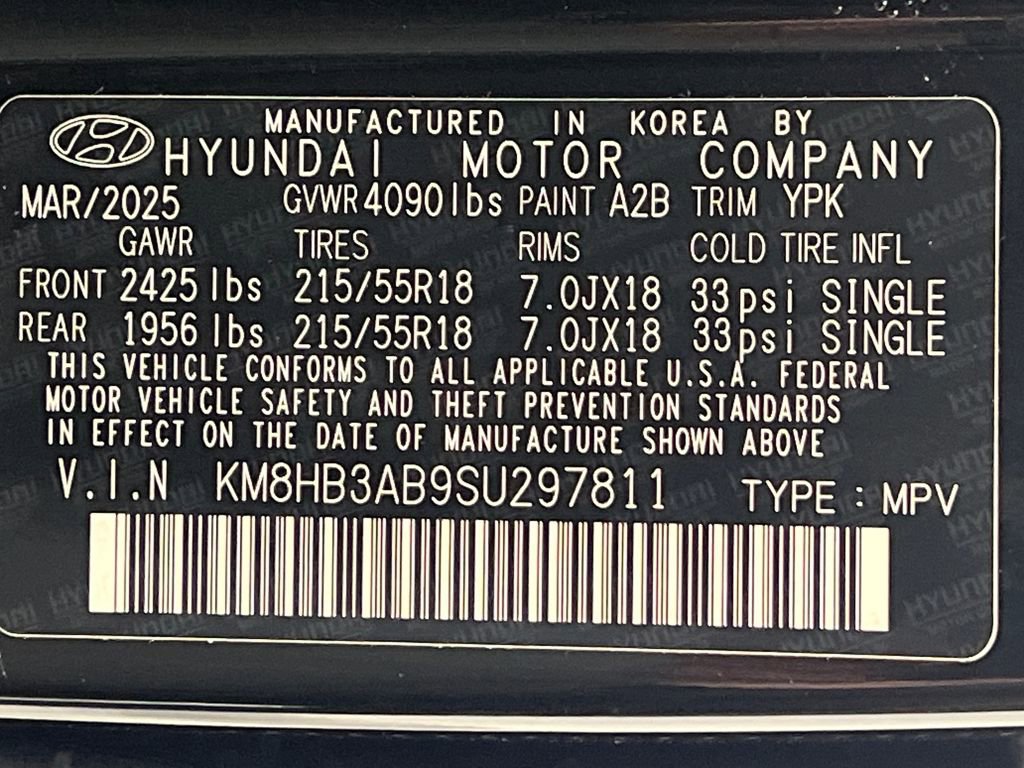 MANUFACTURED IN KOREA BY
HYUNDAI MOTOR COMPANY
MAR/2025 GVWR 4090 lbs PAINT A2B TRIM YPK
GAWR TIRES RIMS COLD TIRE INFL
FRONT 2425 lbs 215/55R18 7.0JX18 33psi SINGLE
REAR 1956 lbs 215/55R18 7.0JX18 33psi SINGLE
THIS VEHICLE CONFORMS TO ALL APPLICABLE U.S.A. FEDERAL
MOTOR VEHICLE SAFETY AND THEFT PREVENTION STANDARDS
IN EFFECT ON THE DATE OF MANUFACTURE SHOWN ABOVE
V.I.N KM8HB3AB9SU297811 TYPE : MPV